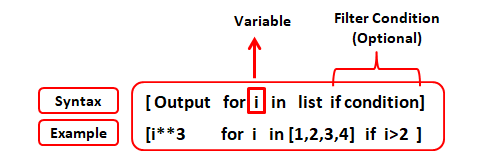 Variable
Filter Condition
(Optional)
Syntax [ Output for i in list if condition]
Example [i**3 for i in [1,2,3,4] if i>2 ]